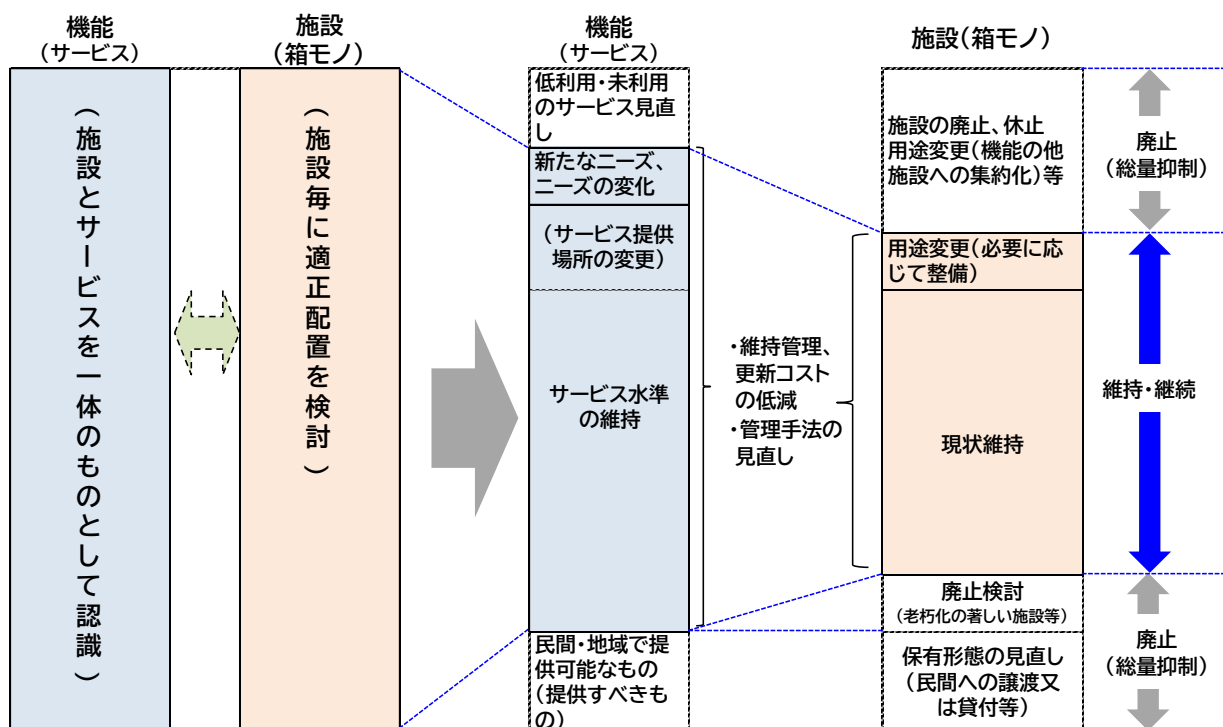 機能
（サービス）
施設
（箱モノ）
（施設とサービスを一体のものとして認識）
（施設毎に適正配置を検討）
機能
（サービス）
低利用・未利用
のサービス見直
し
新たなニーズ、
ニーズの変化
（サービス提供
場所の変更）
サービス水準
の維持
民間・地域で提
供可能なもの
（提供すべきも
の）
・維持管理、
更新コスト
の低減
・管理手法の
見直し
施設（箱モノ）
施設の廃止、休止
用途変更（機能の他
施設への集約化）等
用途変更（必要に応
じて整備）
現状維持
廃止検討
（老朽化の著しい施設等）
保有形態の見直し
（民間への譲渡又
は貸付等）
廃止
（総量抑制）
維持・継続
廃止
（総量抑制）